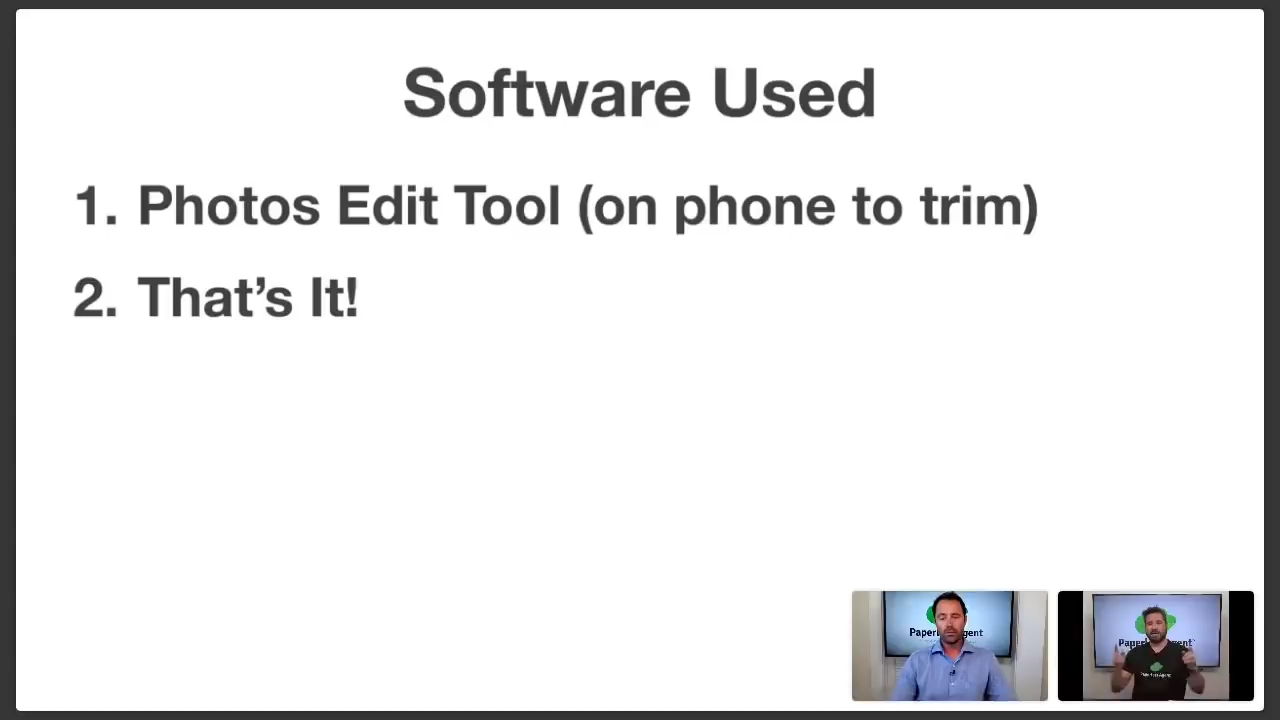 Software Used
1. Photos Edit Tool (on phone to trim)
2. That’s It!